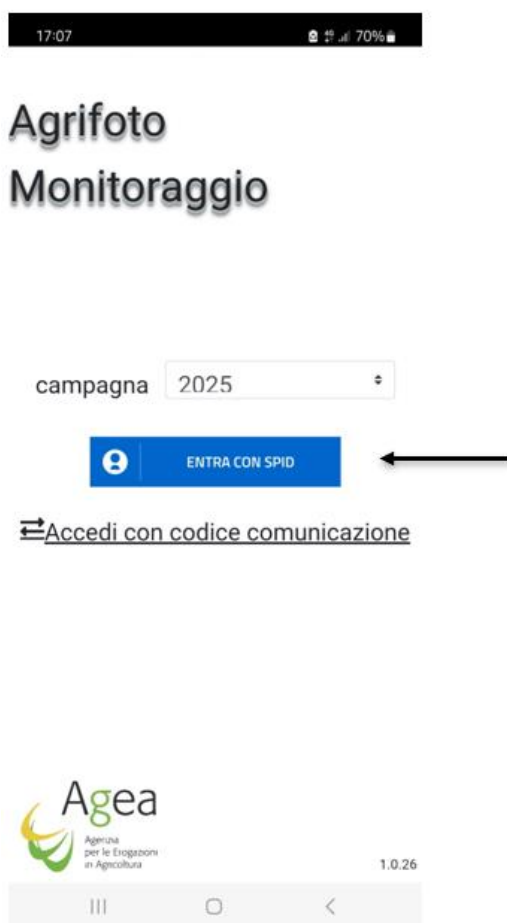 17:07
70%
Agrifoto
Monitoraggio
campagna 2025
ENTRA CON SPID
Accedi con codice comunicazione
Agea
Agenzia
per le Erogazioni
in Agricoltura
1.0.26